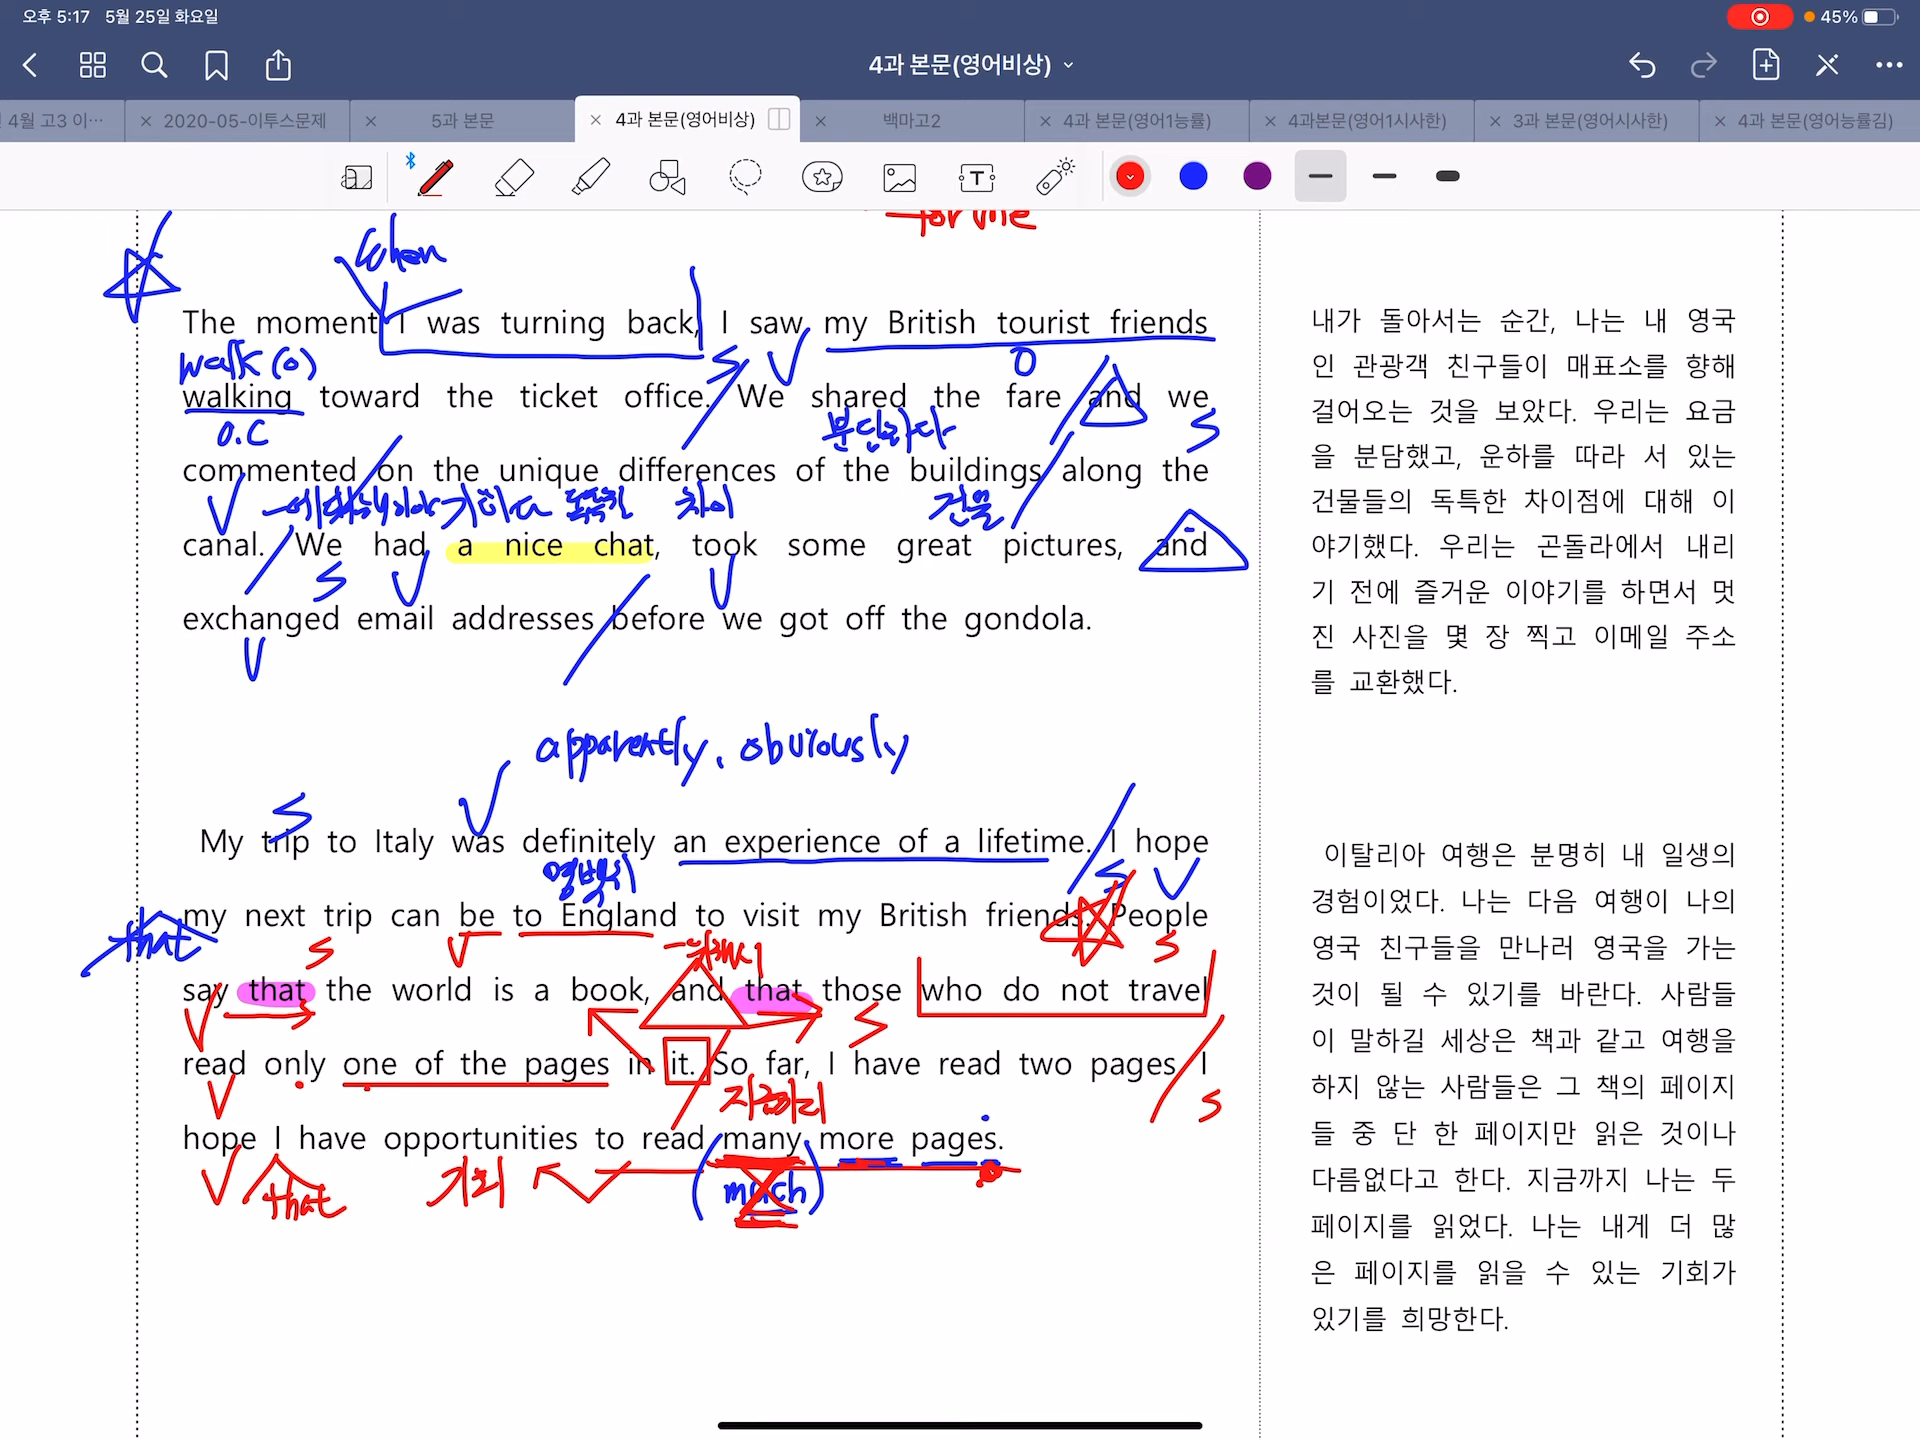 오후 5:17 5월 25일 화요일
45%
4과 본문(영어비상)
4월 고3 이…
2020-05-이투스문제
5과 본문
4과 본문(영어비상)
백마고2
4과 본문(영어1능률)
4과본문(영어1시사한)
3과 본문(영어시사한)
4과 본문(영어능률김)
for me
when
The moment I was turning back, I saw my British tourist friends
walk (o)
S V O
walking toward the ticket office. We shared the fare and we
O.C 분담하다 S
commented on the unique differences of the buildings along the
V 독특한 차이 건물
canal. We had a nice chat, took some great pictures, and
S V V
exchanged email addresses before we got off the gondola.
V
apparently, obviously
S V
My trip to Italy was definitely an experience of a lifetime. I hope
명백히 S V
my next trip can be to England to visit my British friends. People
that S V S
say that the world is a book, and that those who do not travel
V S
read only one of the pages in it. So far, I have read two pages. I
V 지금까지 S
hope I have opportunities to read many more pages.
V that 기회 (much)
내가 돌아서는 순간, 나는 내 영국
인 관광객 친구들이 매표소를 향해
걸어오는 것을 보았다. 우리는 요금
을 분담했고, 운하를 따라 서 있는
건물들의 독특한 차이점에 대해 이
야기했다. 우리는 곤돌라에서 내리
기 전에 즐거운 이야기를 하면서 멋
진 사진을 몇 장 찍고 이메일 주소
를 교환했다.
이탈리아 여행은 분명히 내 일생의
경험이었다. 나는 다음 여행이 나의
영국 친구들을 만나러 영국을 가는
것이 될 수 있기를 바란다. 사람들
이 말하길 세상은 책과 같고 여행을
하지 않는 사람들은 그 책의 페이지
들 중 단 한 페이지만 읽은 것이나
다름없다고 한다. 지금까지 나는 두
페이지를 읽었다. 나는 내게 더 많
은 페이지를 읽을 수 있는 기회가
있기를 희망한다.